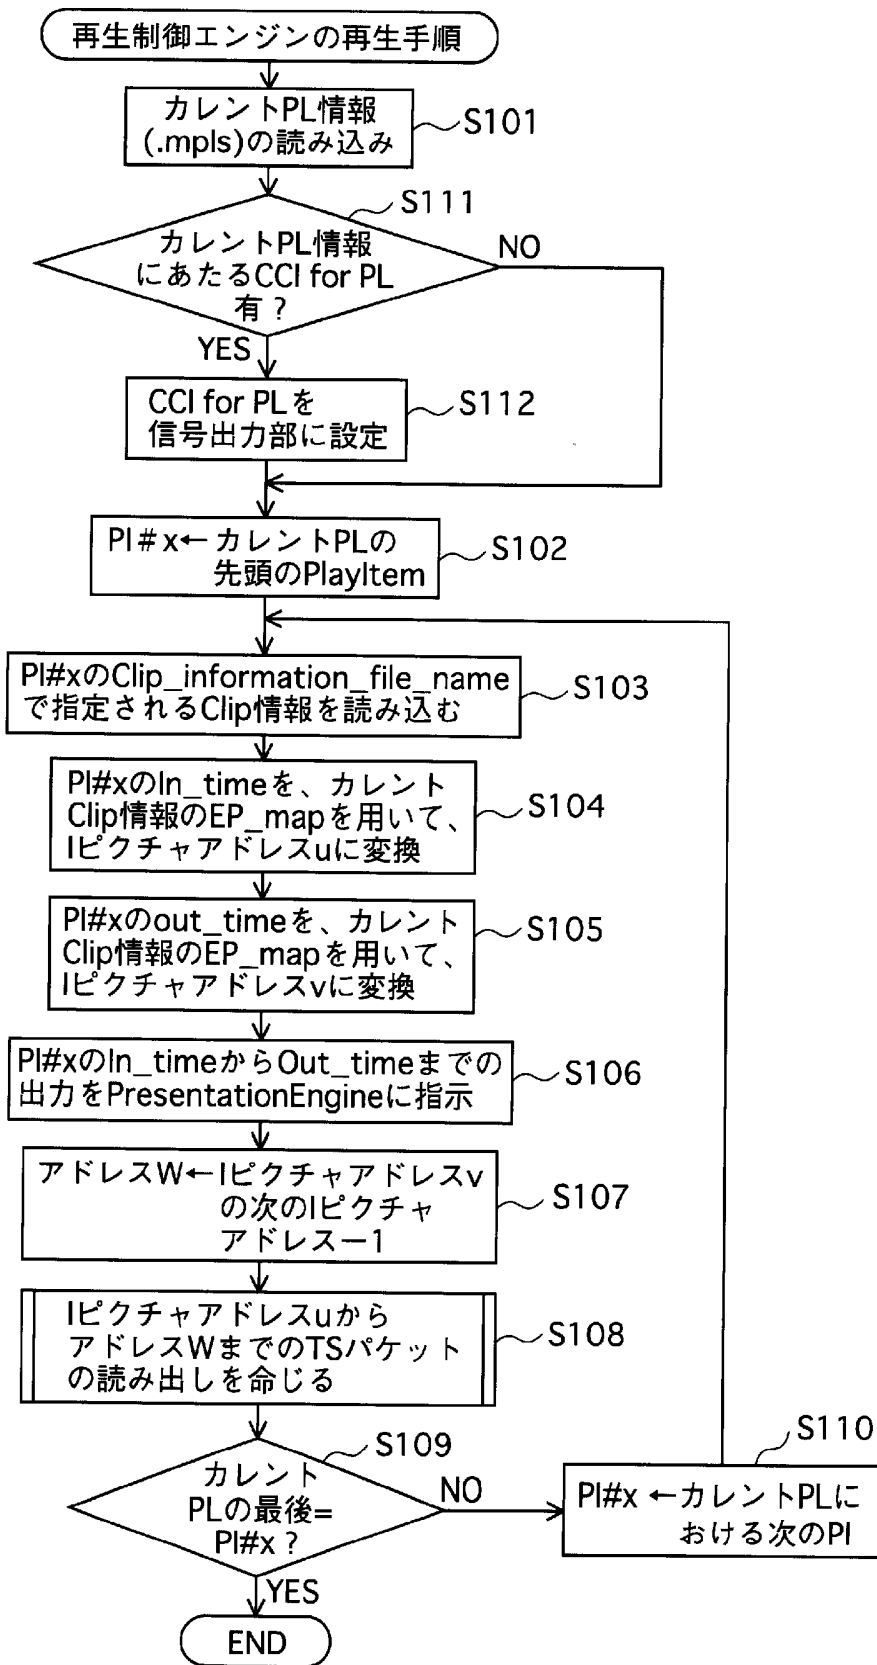 再生制御エンジンの再生手順
カレントPL情報
(.mpls)の読み込み
S101
S111
カレントPL情報
にあたるCCI for PL
有？
NO
YES
CCI for PLを
信号出力部に設定
S112
PI＃x←カレントPLの
先頭のPlayItem
S102
PI#xのClip_information_file_name
で指定されるClip情報を読み込む
S103
PI#xのIn_timeを、カレント
Clip情報のEP_mapを用いて、
Iピクチャアドレスuに変換
S104
PI#xのout_timeを、カレント
Clip情報のEP_mapを用いて、
Iピクチャアドレスvに変換
S105
PI#xのIn_timeからOut_timeまでの
出力をPresentationEngineに指示
S106
アドレスW←Iピクチャアドレスv
の次のIピクチャ
アドレスー1
S107
Iピクチャアドレスuから
アドレスWまでのTSパケット
の読み出しを命じる
S108
S109
カレント
PLの最後=
PI#x？
NO
YES
S110
PI#x ←カレントPLに
おける次のPI
END